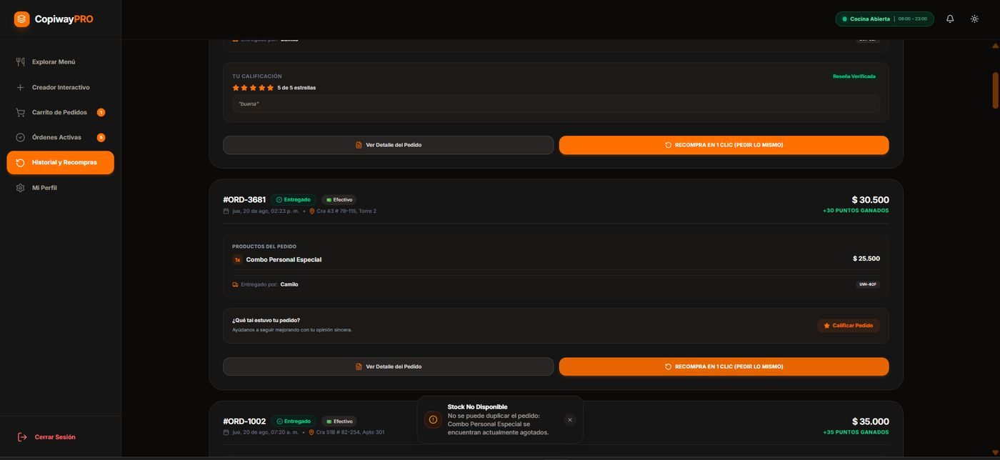 CopiwayPRO
Cocina Abierta | 08:00 - 23:00
Explorar Menú
Creador Interactivo
Carrito de Pedidos 1
Órdenes Activas 5
Historial y Recompras
Mi Perfil
Cerrar Sesión
Entregado por: Camilo
TU CALIFICACIÓN
Reseña Verificada
5 de 5 estrellas
"buena"
Ver Detalle del Pedido
RECOMPRA EN 1 CLIC (PEDIR LO MISMO)
#ORD-3681 Entregado Efectivo
$ 30.500
jue, 20 de ago, 02:23 p. m. • Cra 43 # 79-115, Torre 2
+30 PUNTOS GANADOS
PRODUCTOS DEL PEDIDO
1x Combo Personal Especial
$ 25.500
Entregado por: Camilo
UVH-02F
¿Qué tal estuvo tu pedido?
Ayúdanos a seguir mejorando con tu opinión sincera.
Calificar Pedido
Ver Detalle del Pedido
RECOMPRA EN 1 CLIC (PEDIR LO MISMO)
#ORD-1002 Entregado Efectivo
$ 35.000
jue, 20 de ago, 07:20 a. m. • Cra 51B # 82-254, Apto 301
+35 PUNTOS GANADOS
Stock No Disponible
No se puede duplicar el pedido:
Combo Personal Especial se
encuentran actualmente agotados.